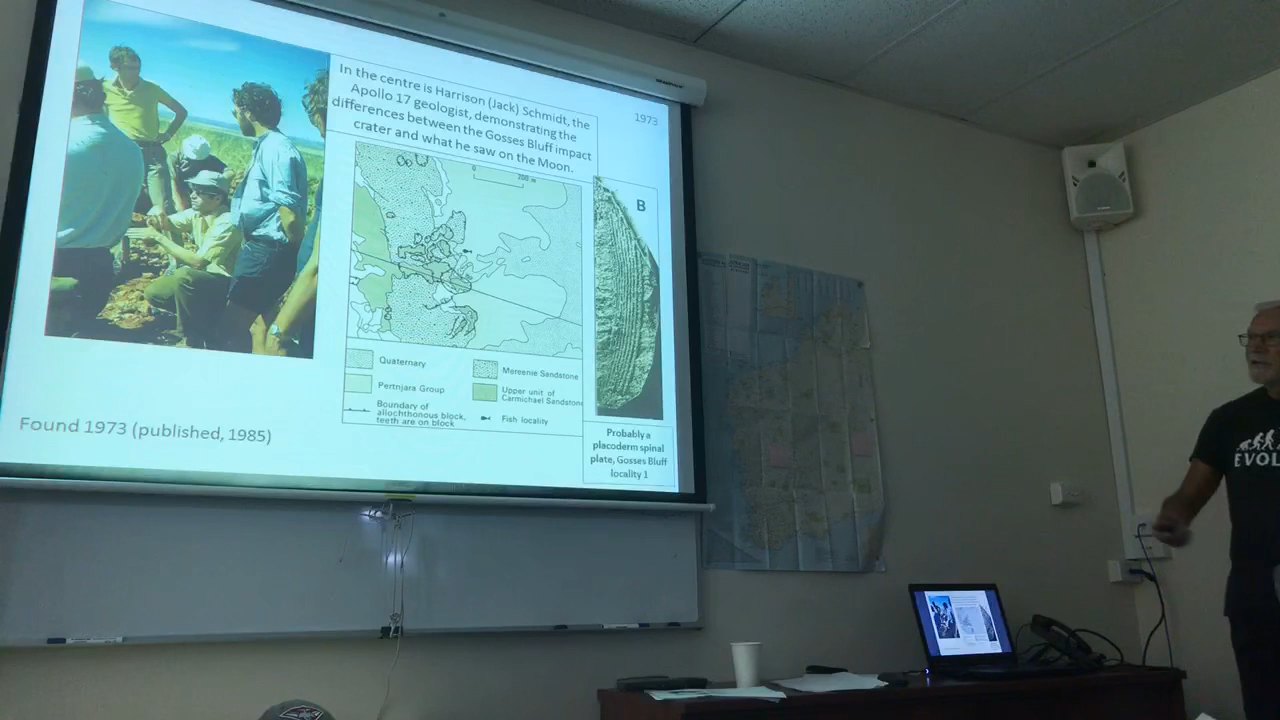 In the centre is Harrison (Jack) Schmidt, the
Apollo 17 geologist, demonstrating the
differences between the Gosses Bluff impact
crater and what he saw on the Moon.
1973
200 m
B
Quaternary
Mereenie Sandstone
Pertnjara Group
Upper unit of
Carmichael Sandstone
Boundary of
allochthonous block,
teeth are on block
Fish locality
Probably a
placoderm spinal
plate, Gosses Bluff
locality 1
Found 1973 (published, 1985)
EVOL